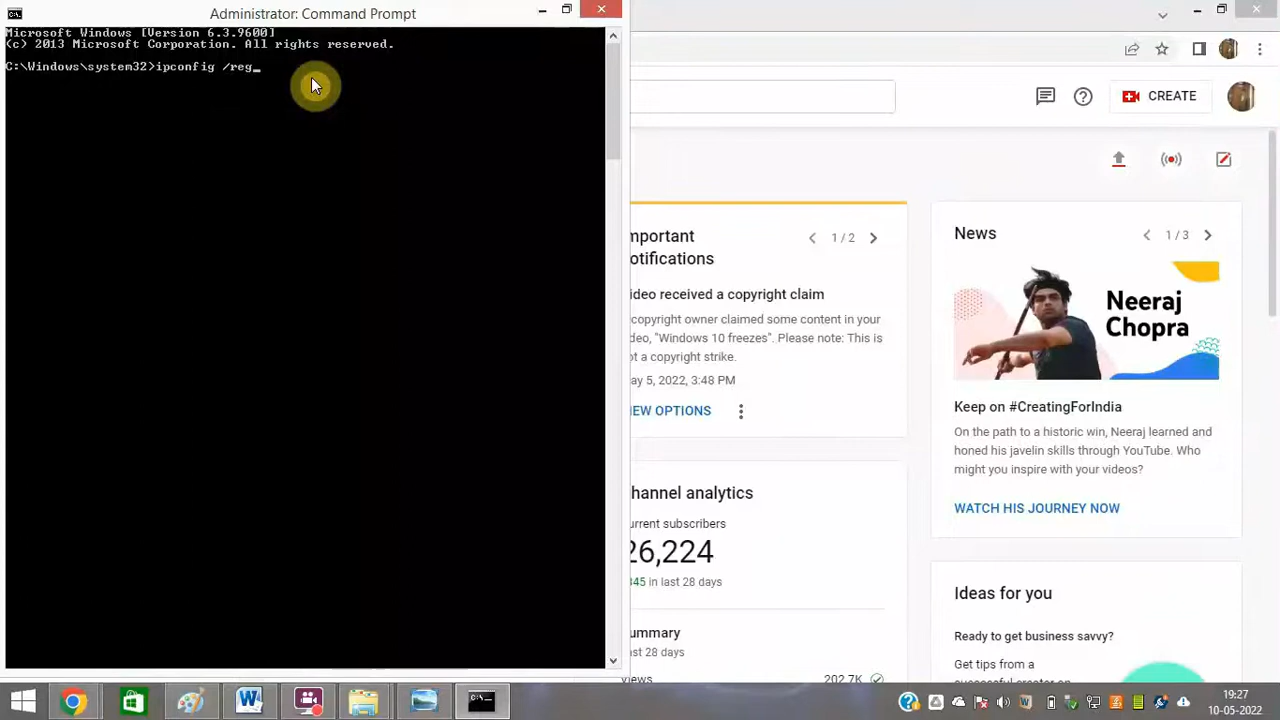 Administrator: Command Prompt
Microsoft Windows [Version 6.3.9600]
(c) 2013 Microsoft Corporation. All rights reserved.
C:\Windows\system32>ipconfig /reg_
CREATE
mportant
otifications
1 / 2
ideo received a copyright claim
copyright owner claimed some content in your
deo, "Windows 10 freezes". Please note: This is
ot a copyright strike.
ay 5, 2022, 3:48 PM
IEW OPTIONS
hannel analytics
urrent subscribers
26,224
345 in last 28 days
ummary
ast 28 days
iews
202.7K
News
1 / 3
Neeraj
Chopra
Keep on #CreatingForIndia
On the path to a historic win, Neeraj learned and
honed his javelin skills through YouTube. Who
might you inspire with your videos?
WATCH HIS JOURNEY NOW
Ideas for you
Ready to get business savvy?
Get tips from a
19:27
10-05-2022